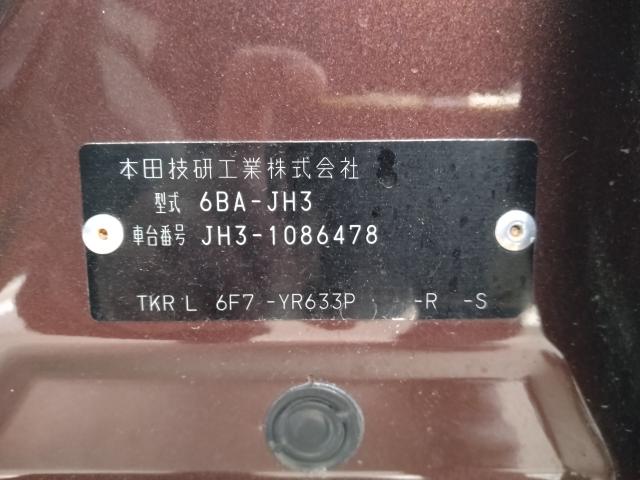 本田技研工業株式会社
型式 6BA-JH3
車台番号 JH3-1086478
TKR L 6F7 -YR633P -R -S